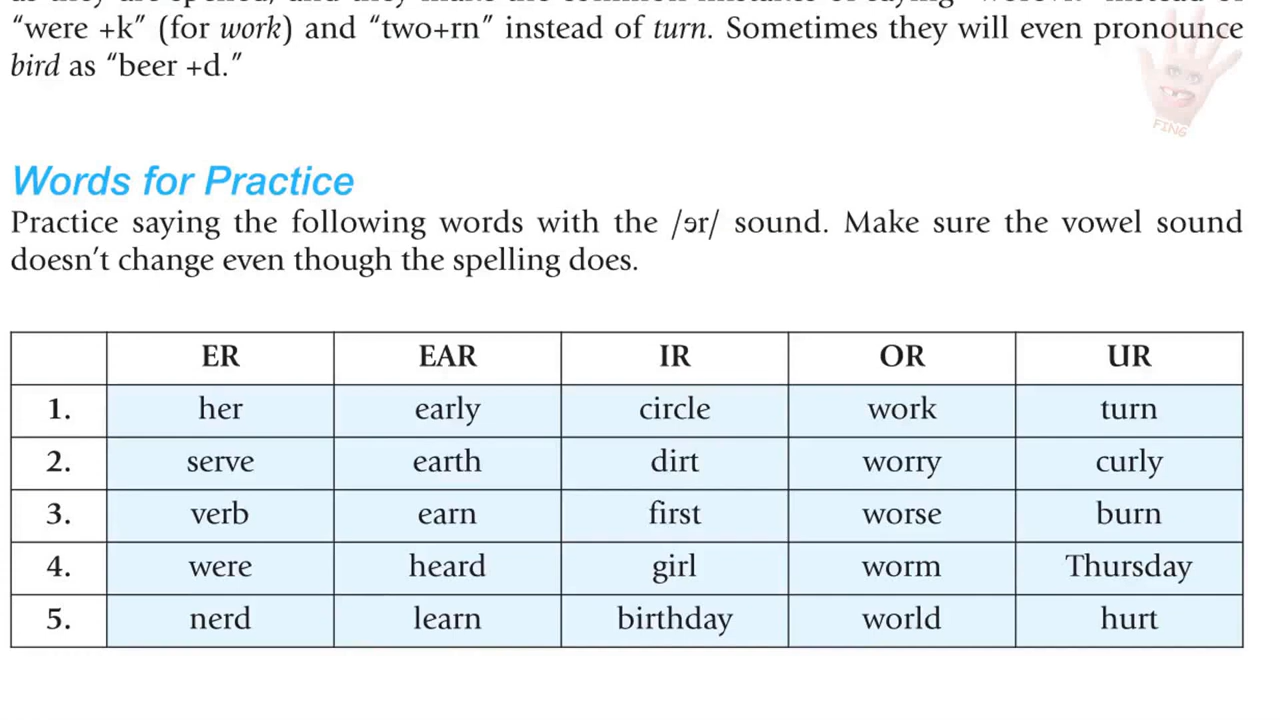 "were +k" (for work) and "two+rn" instead of turn. Sometimes they will even pronounce
bird as "beer +d."
FING
Words for Practice
Practice saying the following words with the /ɘr/ sound. Make sure the vowel sound
doesn't change even though the spelling does.
ER EAR IR OR UR
1. her early circle work turn
2. serve earth dirt worry curly
3. verb earn first worse burn
4. were heard girl worm Thursday
5. nerd learn birthday world hurt